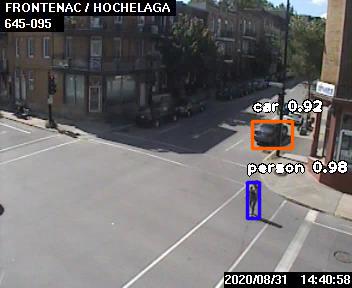 FRONTENAC / HOCHELAGA
645-095
car 0.92
person 0.98
2020/08/31 14:40:58